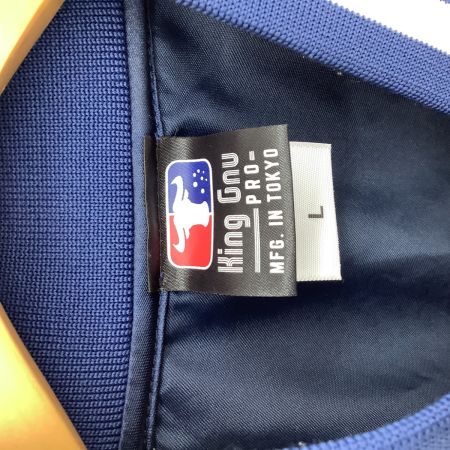 King Gnu
PRO-
MFG. IN TOKYO
L